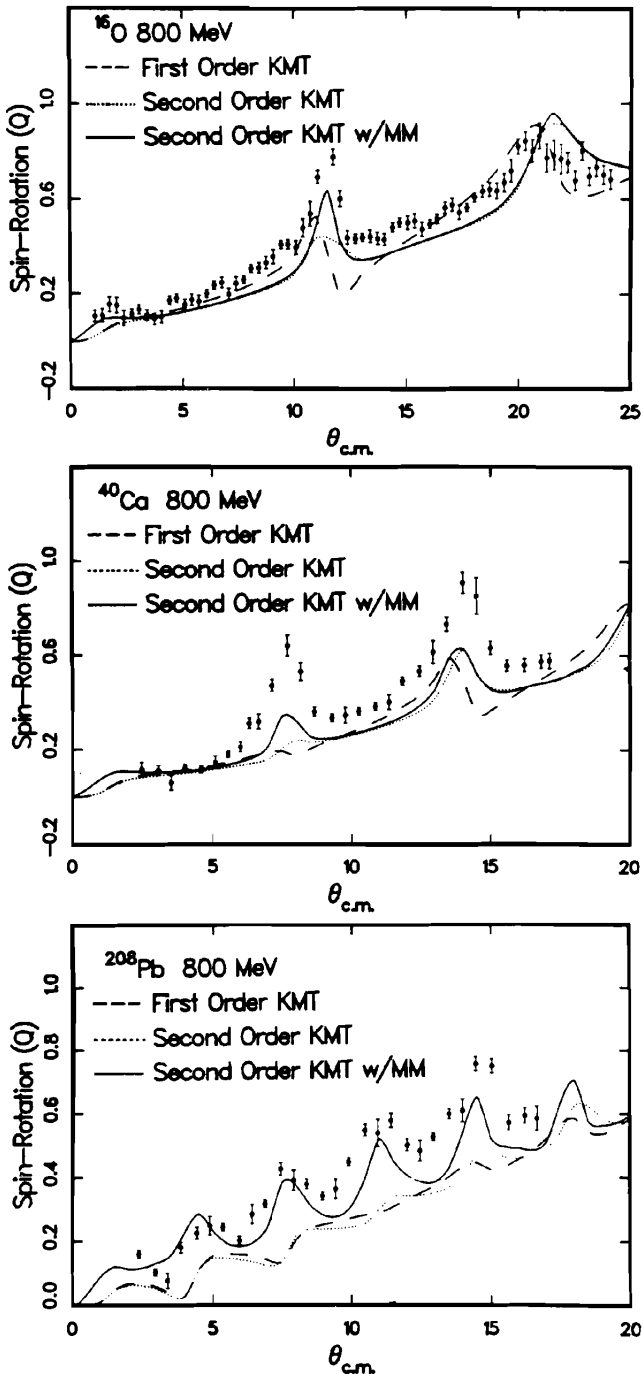 ¹⁶O 800 MeV
First Order KMT
Second Order KMT
Second Order KMT w/MM
Spin-Rotation (Q)
1.0
0.6
0.2
-0.2
0 5 10 15 20 25
θc.m.
⁴⁰Ca 800 MeV
First Order KMT
Second Order KMT
Second Order KMT w/MM
Spin-Rotation (Q)
1.0
0.6
0.2
-0.2
0 5 10 15 20
θc.m.
²⁰⁸Pb 800 MeV
First Order KMT
Second Order KMT
Second Order KMT w/MM
Spin-Rotation (Q)
1.0
0.8
0.6
0.4
0.2
0.0
0 5 10 15 20
θc.m.